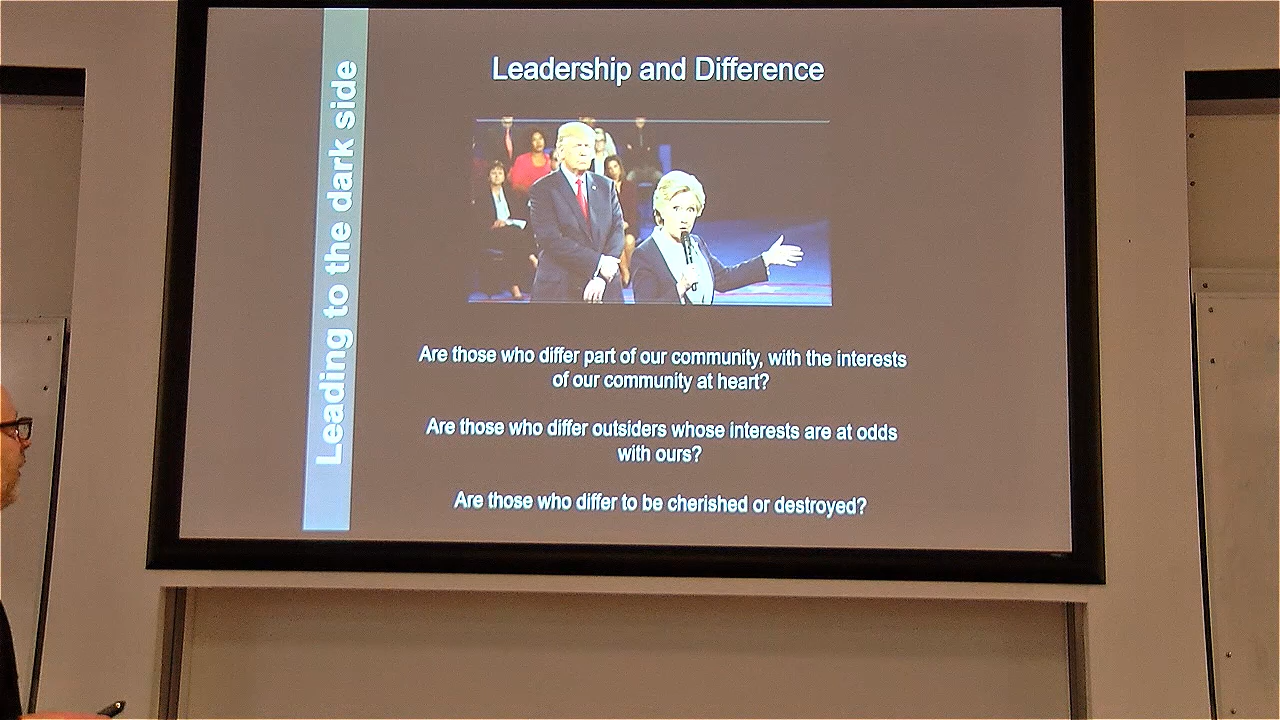 Leading to the dark side
Leadership and Difference
Are those who differ part of our community, with the interests
of our community at heart?
Are those who differ outsiders whose interests are at odds
with ours?
Are those who differ to be cherished or destroyed?